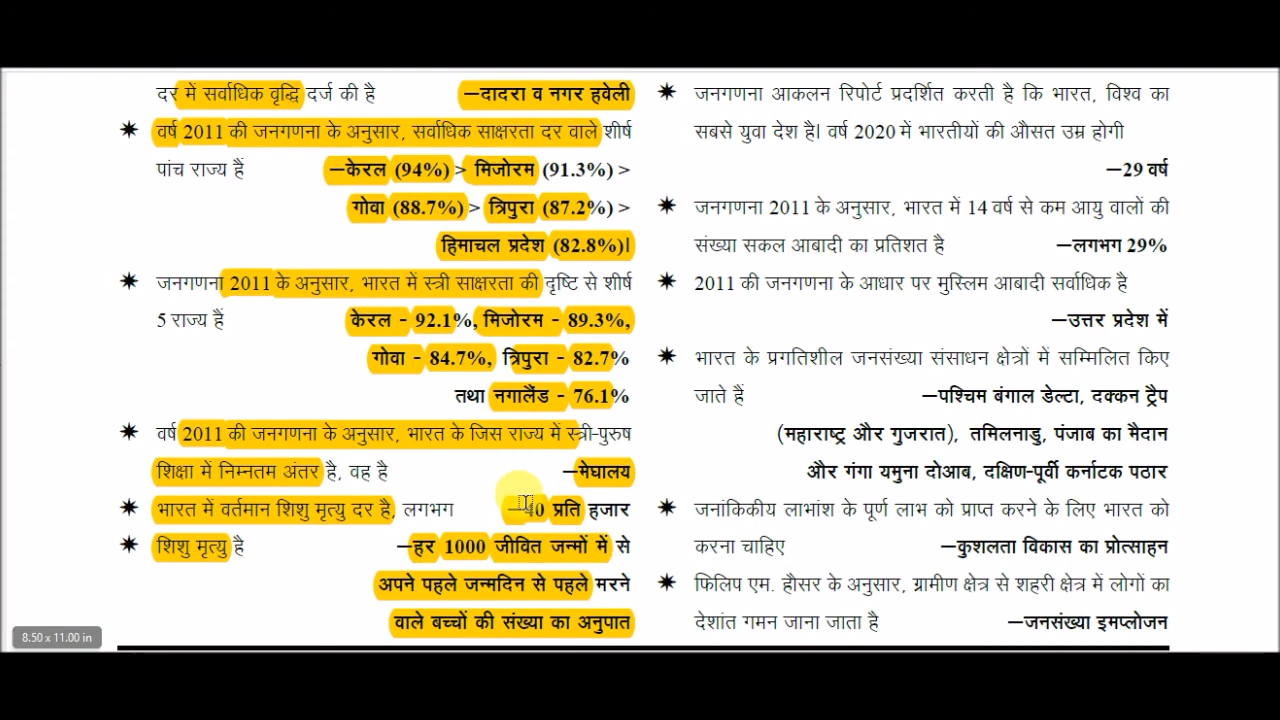 दर में सर्वाधिक वृद्धि दर्ज की है —दादरा व नगर हवेली
✷ वर्ष 2011 की जनगणना के अनुसार, सर्वाधिक साक्षरता दर वाले शीर्ष
पांच राज्य हैं —केरल (94%) > मिजोरम (91.3%) >
गोवा (88.7%) > त्रिपुरा (87.2%) >
हिमाचल प्रदेश (82.8%)।
✷ जनगणना 2011 के अनुसार, भारत में स्त्री साक्षरता की दृष्टि से शीर्ष
5 राज्य हैं केरल - 92.1%, मिजोरम - 89.3%,
गोवा - 84.7%, त्रिपुरा - 82.7%
तथा नगालैंड - 76.1%
✷ वर्ष 2011 की जनगणना के अनुसार, भारत के जिस राज्य में स्त्री-पुरुष
शिक्षा में निम्नतम अंतर है, वह है —मेघालय
✷ भारत में वर्तमान शिशु मृत्यु दर है, लगभग —40 प्रति हजार
✷ शिशु मृत्यु है —हर 1000 जीवित जन्मों में से
अपने पहले जन्मदिन से पहले मरने
वाले बच्चों की संख्या का अनुपात
✷ जनगणना आकलन रिपोर्ट प्रदर्शित करती है कि भारत, विश्व का
सबसे युवा देश है। वर्ष 2020 में भारतीयों की औसत उम्र होगी
—29 वर्ष
✷ जनगणना 2011 के अनुसार, भारत में 14 वर्ष से कम आयु वालों की
संख्या सकल आबादी का प्रतिशत है —लगभग 29%
✷ 2011 की जनगणना के आधार पर मुस्लिम आबादी सर्वाधिक है
—उत्तर प्रदेश में
✷ भारत के प्रगतिशील जनसंख्या संसाधन क्षेत्रों में सम्मिलित किए
जाते हैं —पश्चिम बंगाल डेल्टा, दक्कन ट्रैप
(महाराष्ट्र और गुजरात), तमिलनाडु, पंजाब का मैदान
और गंगा यमुना दोआब, दक्षिण-पूर्वी कर्नाटक पठार
✷ जनांकिकीय लाभांश के पूर्ण लाभ को प्राप्त करने के लिए भारत को
करना चाहिए —कुशलता विकास का प्रोत्साहन
✷ फिलिप एम. हौसर के अनुसार, ग्रामीण क्षेत्र से शहरी क्षेत्र में लोगों का
देशांत गमन जाना जाता है —जनसंख्या इमप्लोजन
8.50 x 11.00 in